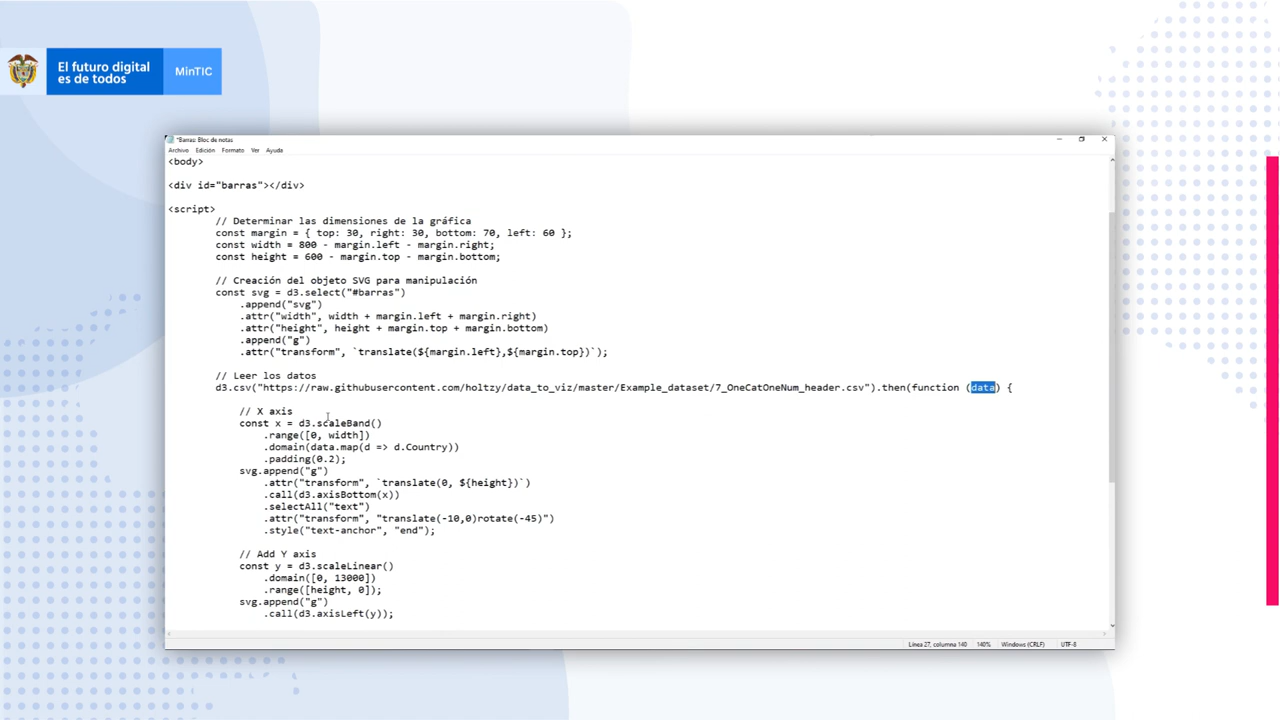 El futuro digital
es de todos
MinTIC
*Barras: Bloc de notas
Archivo Edición Formato Ver Ayuda
<body>
<div id="barras"></div>
<script>
// Determinar las dimensiones de la gráfica
const margin = { top: 30, right: 30, bottom: 70, left: 60 };
const width = 800 - margin.left - margin.right;
const height = 600 - margin.top - margin.bottom;
// Creación del objeto SVG para manipulación
const svg = d3.select("#barras")
.append("svg")
.attr("width", width + margin.left + margin.right)
.attr("height", height + margin.top + margin.bottom)
.append("g")
.attr("transform", `translate(${margin.left},${margin.top})`);
// Leer los datos
d3.csv("https://raw.githubusercontent.com/holtzy/data_to_viz/master/Example_dataset/7_OneCatOneNum_header.csv").then(function (data) {
// X axis
const x = d3.scaleBand()
.range([0, width])
.domain(data.map(d => d.Country))
.padding(0.2);
svg.append("g")
.attr("transform", `translate(0, ${height})`)
.call(d3.axisBottom(x))
.selectAll("text")
.attr("transform", "translate(-10,0)rotate(-45)")
.style("text-anchor", "end");
// Add Y axis
const y = d3.scaleLinear()
.domain([0, 13000])
.range([height, 0]);
svg.append("g")
.call(d3.axisLeft(y));
Línea 27, columna 140 140% Windows (CRLF) UTF-8